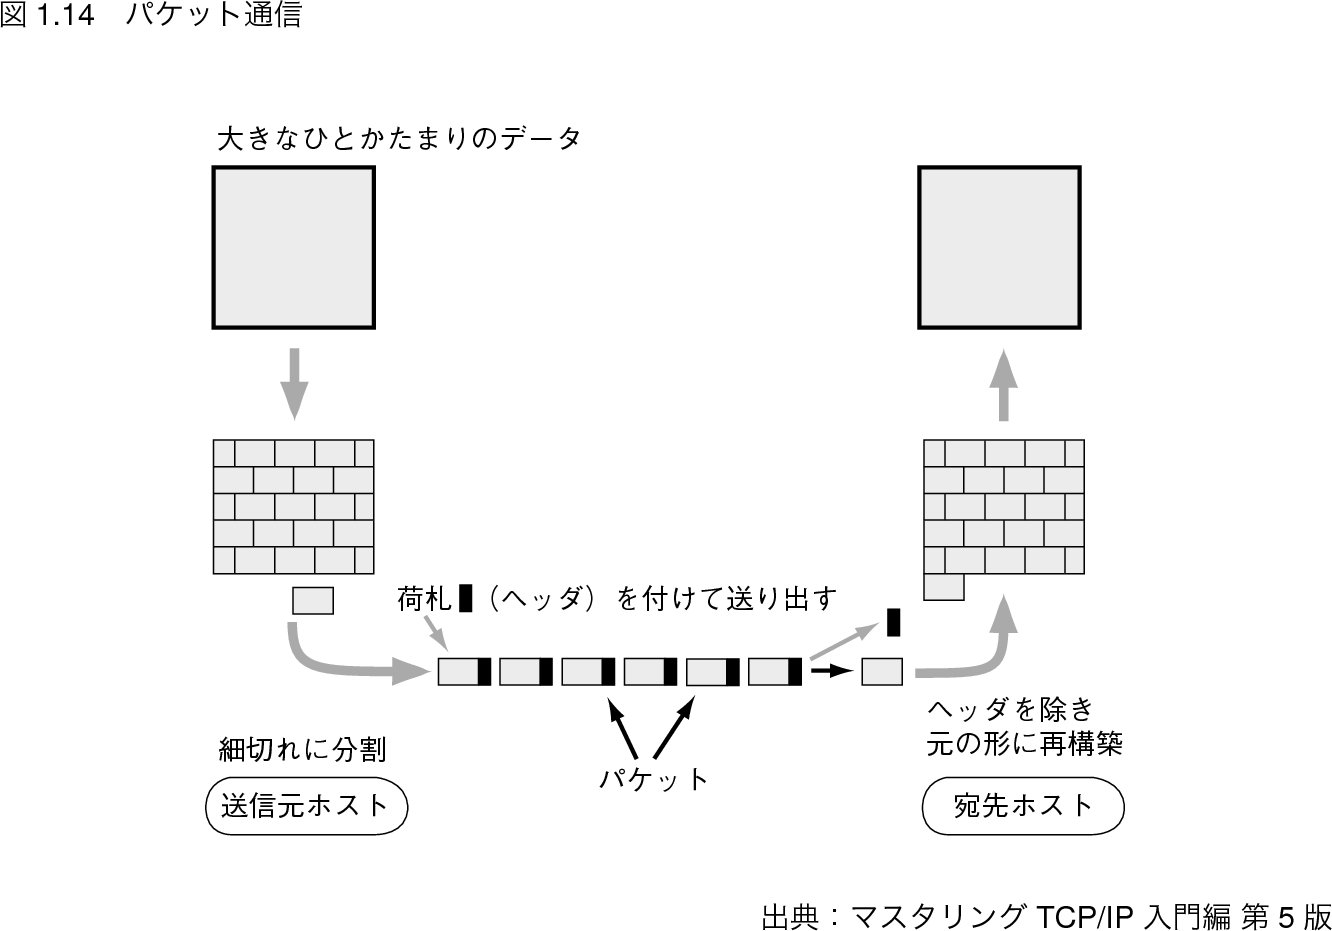 図 1.14　パケット通信
大きなひとかたまりのデータ
荷札（ヘッダ）を付けて送り出す
ヘッダを除き
元の形に再構築
細切れに分割
パケット
送信元ホスト
宛先ホスト
出典：マスタリング TCP/IP 入門編 第 5 版